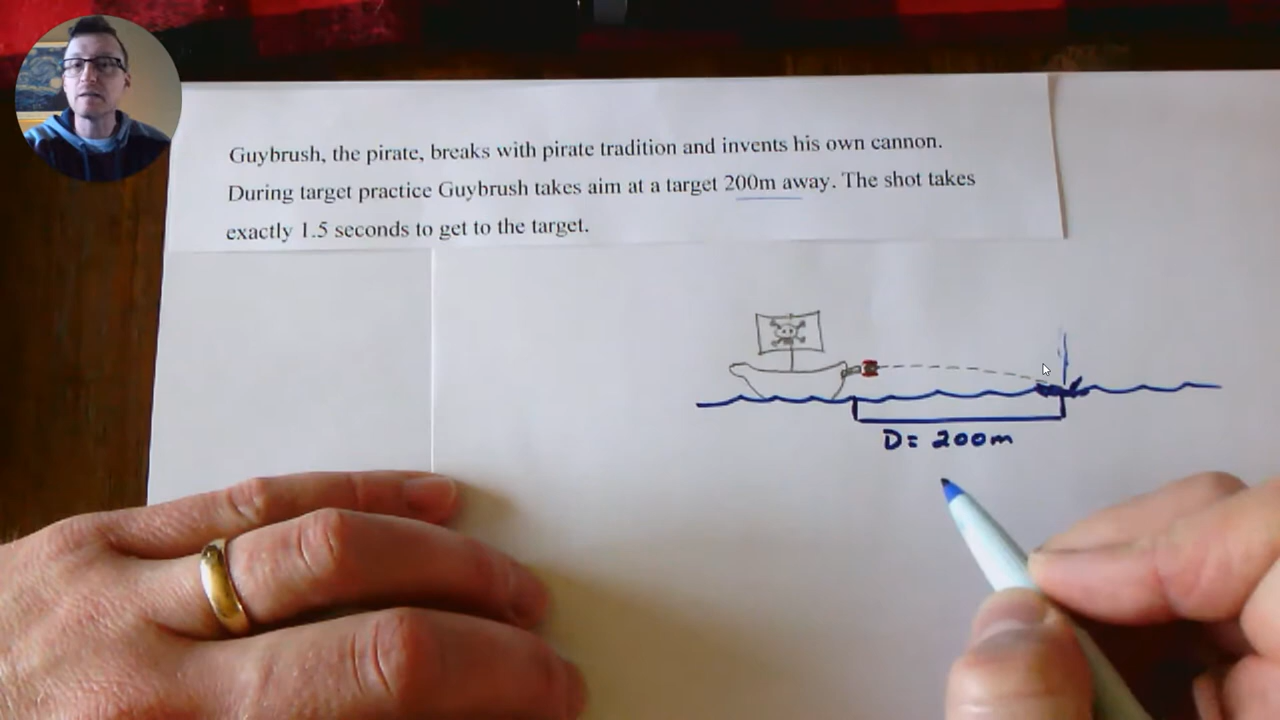 Guybrush, the pirate, breaks with pirate tradition and invents his own cannon.
During target practice Guybrush takes aim at a target 200m away. The shot takes
exactly 1.5 seconds to get to the target.
D= 200m